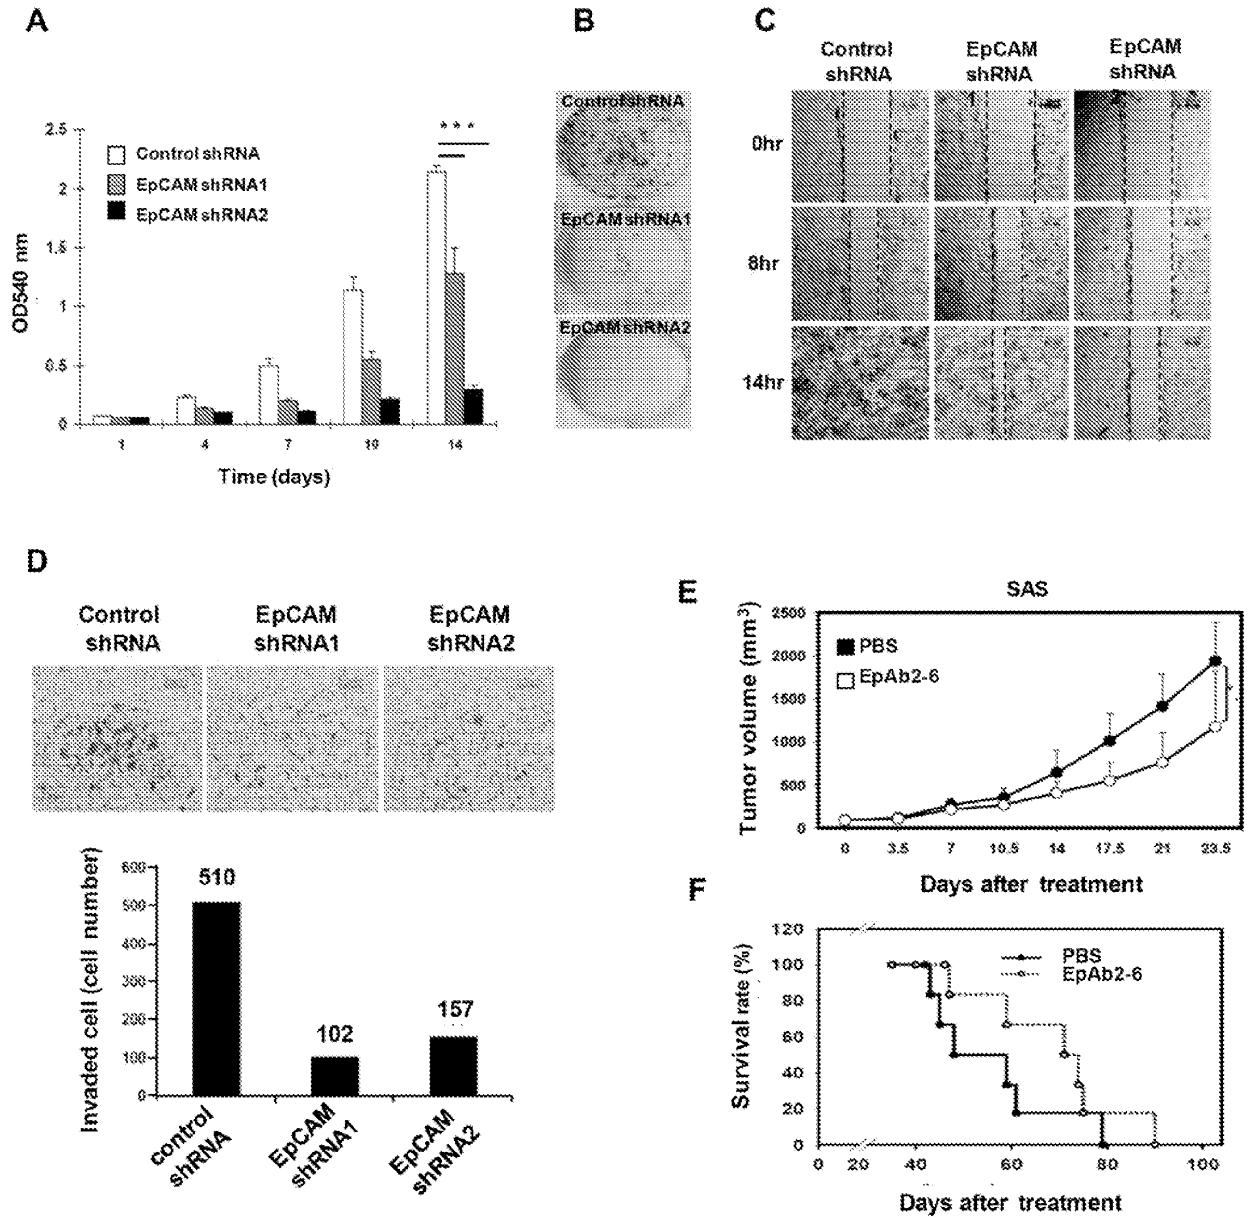 A
2.5
2
1.5
1
0.5
0
OD540 nm
Control shRNA
EpCAM shRNA1
EpCAM shRNA2
***
1
4
7
10
14
Time (days)
B
Control shRNA
EpCAM shRNA1
EpCAM shRNA2
C
Control
shRNA
EpCAM
shRNA
1
EpCAM
shRNA
2
0hr
8hr
14hr
D
Control
shRNA
EpCAM
shRNA1
EpCAM
shRNA2
Invaded cell (cell number)
600
500
400
300
200
100
0
510
102
157
control
shRNA
EpCAM
shRNA1
EpCAM
shRNA2
E
SAS
Tumor volume (mm³)
2500
2000
1500
1000
500
0
PBS
EpAb2-6
0
3.5
7
10.5
14
17.5
21
23.5
Days after treatment
F
Survival rate (%)
120
100
80
60
40
20
0
PBS
EpAb2-6
0
20
40
60
80
100
Days after treatment